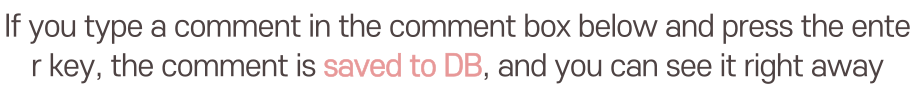 If you type a comment in the comment box below and press the ente
r key, the comment is saved to DB, and you can see it right away